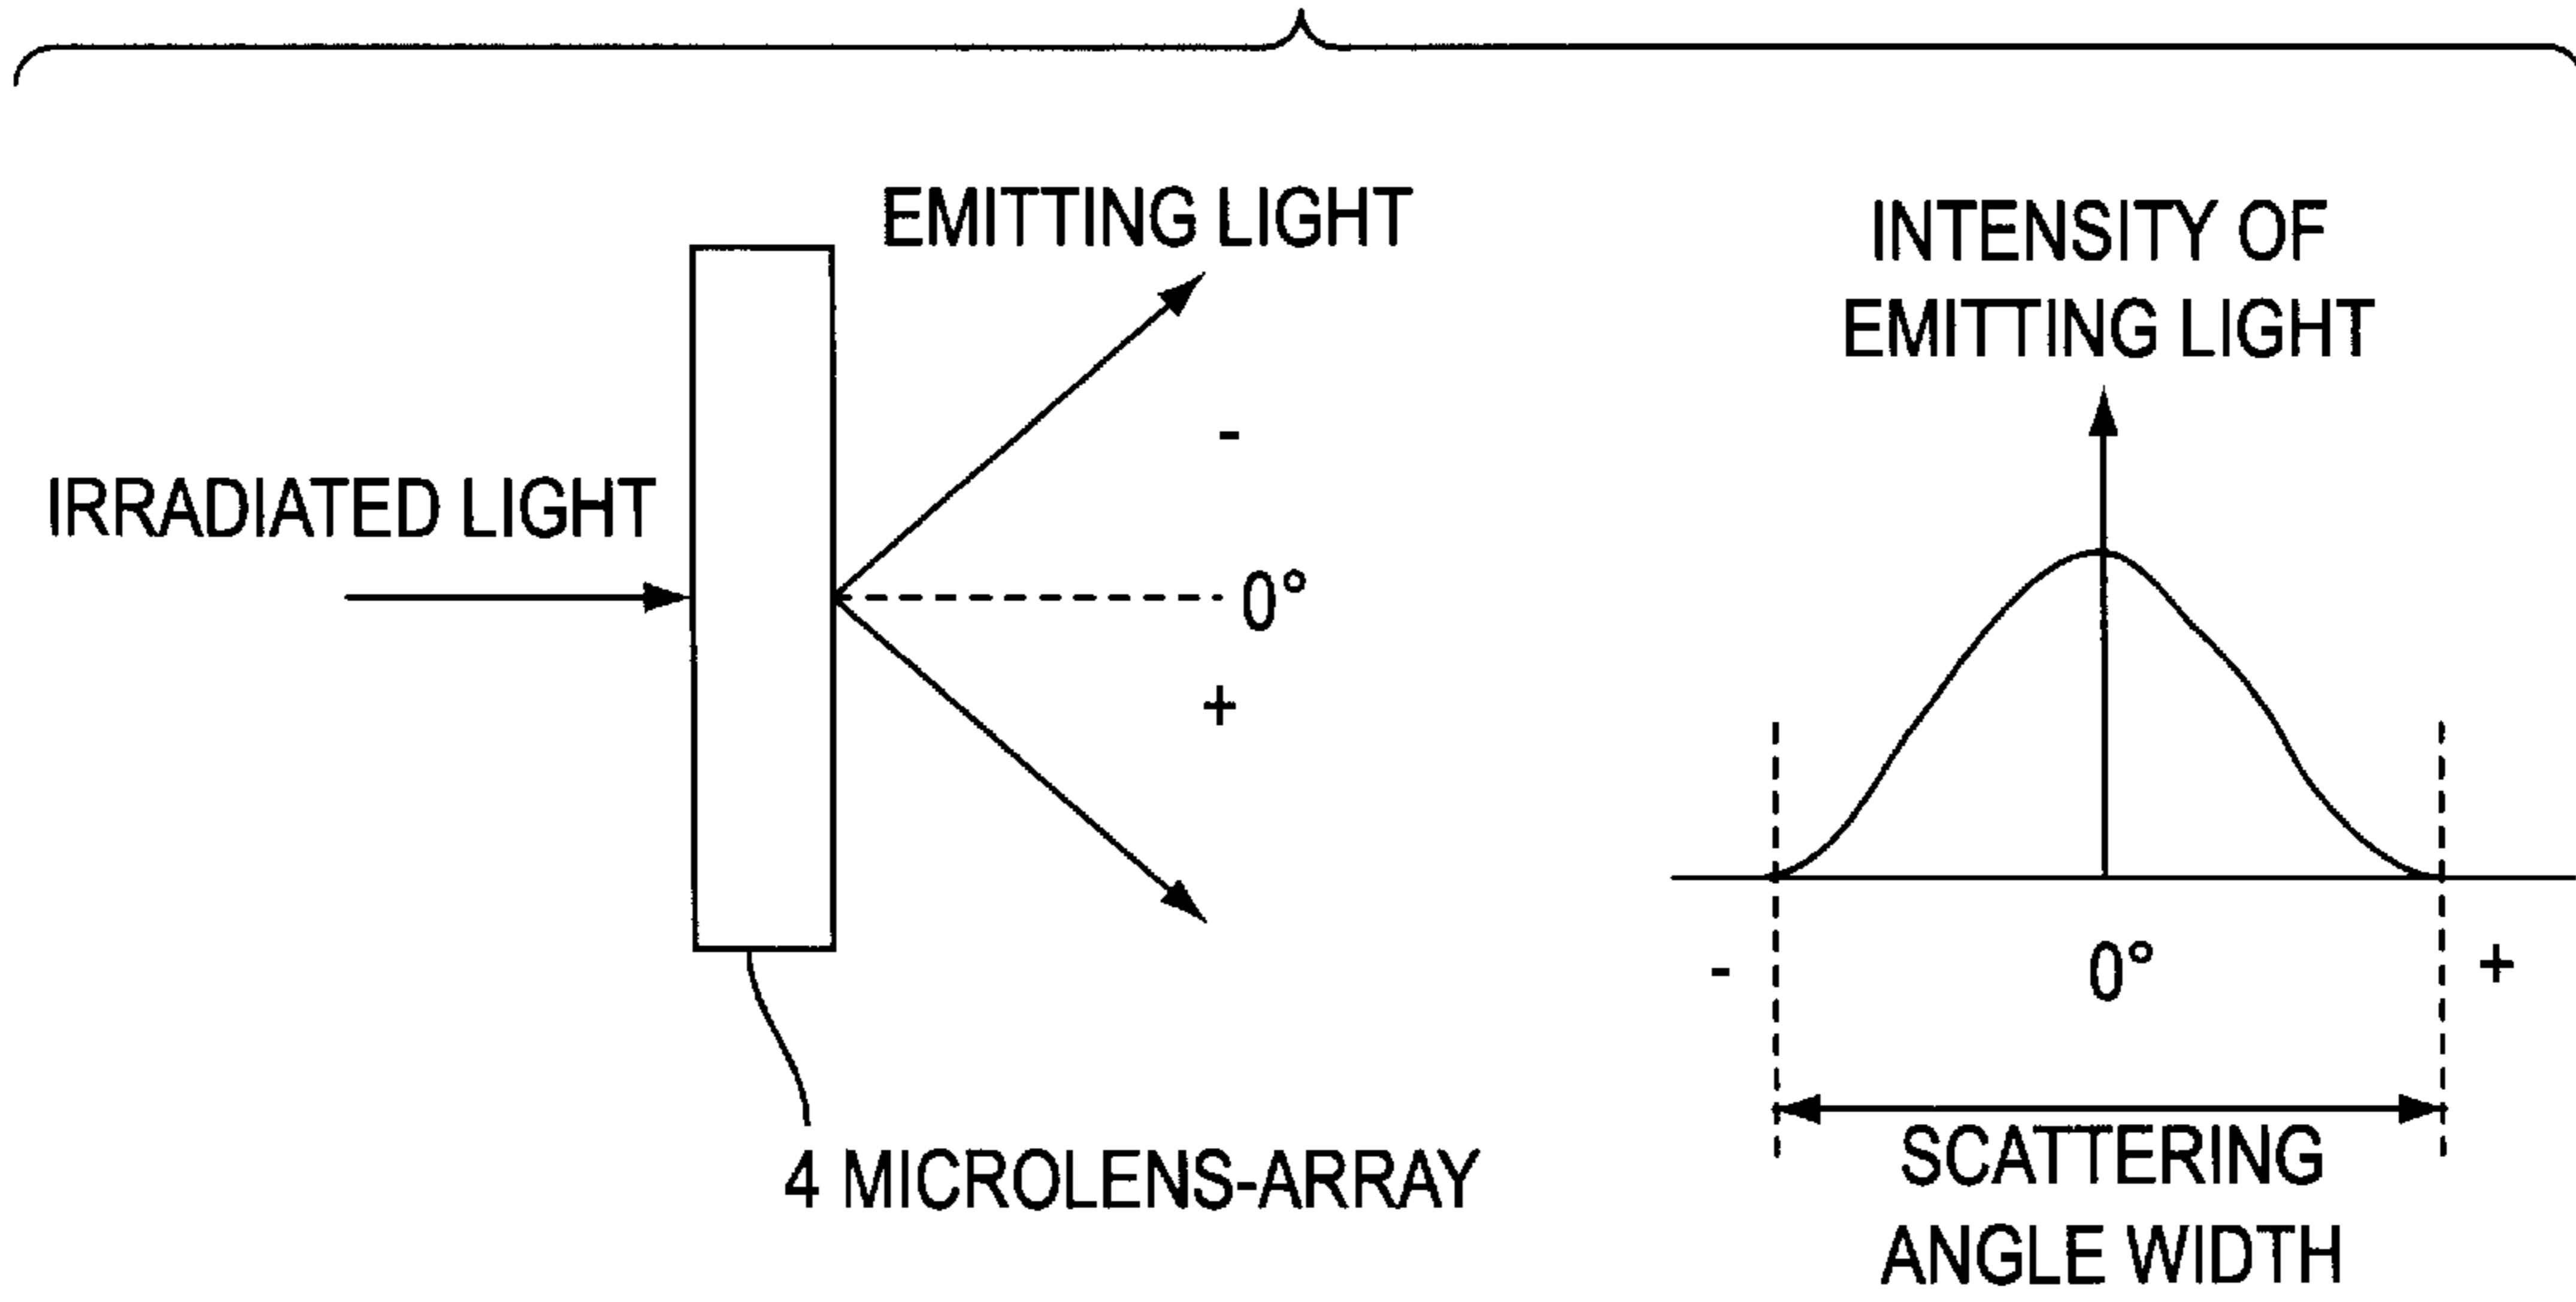 EMITTING LIGHT
-
IRRADIATED LIGHT
0°
+
4 MICROLENS-ARRAY
INTENSITY OF
EMITTING LIGHT
- 0° +
SCATTERING
ANGLE WIDTH